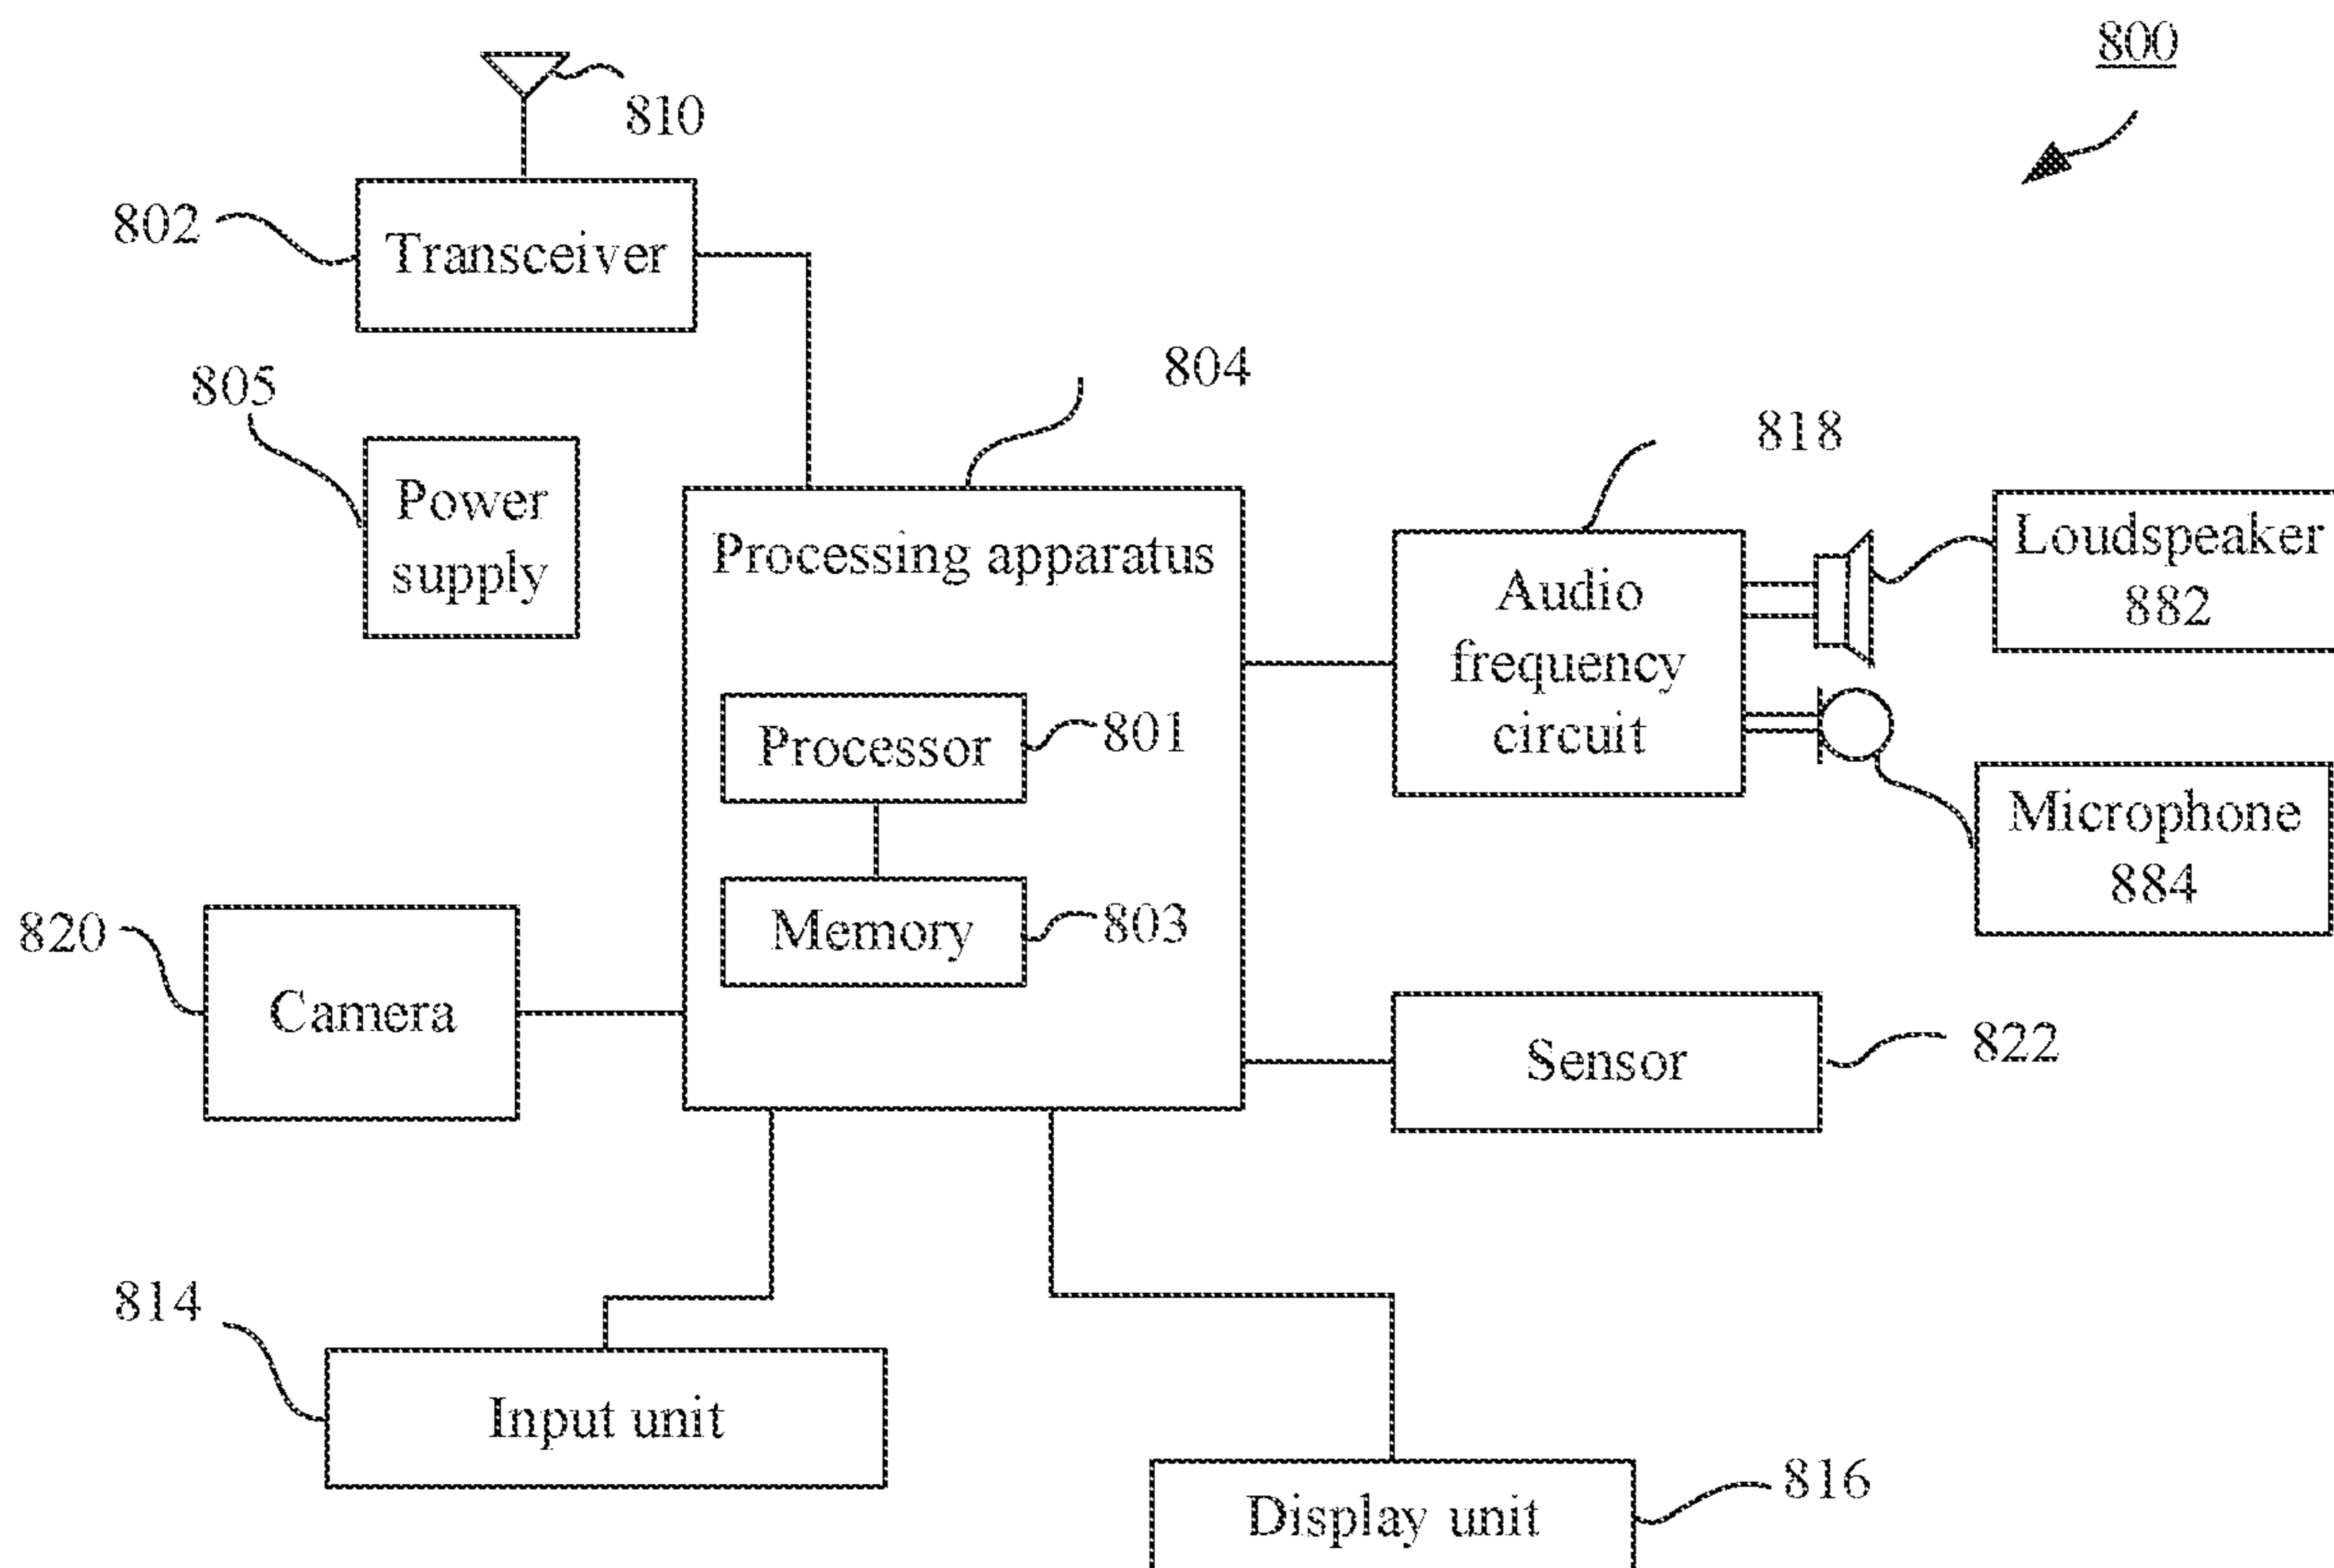 800
810
802
Transceiver
805
804
818
Power
supply
Processing apparatus
Loudspeaker
882
Audio
frequency
circuit
Processor
801
Microphone
884
Memory
803
820
Camera
Sensor
822
814
Input unit
816
Display unit